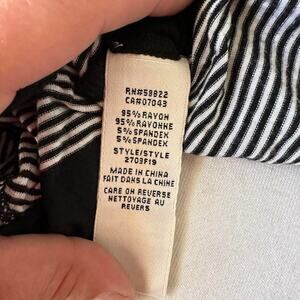 RN#58822
CA#07043
95% RAYON
95% RAYONNE
5% SPANDEX
5% SPANDEX
STYLE/STYLE
2703F19
MADE IN CHINA
FAIT DANS LA CHINE
CARE ON REVERSE
NETTOYAGE AU
REVERS